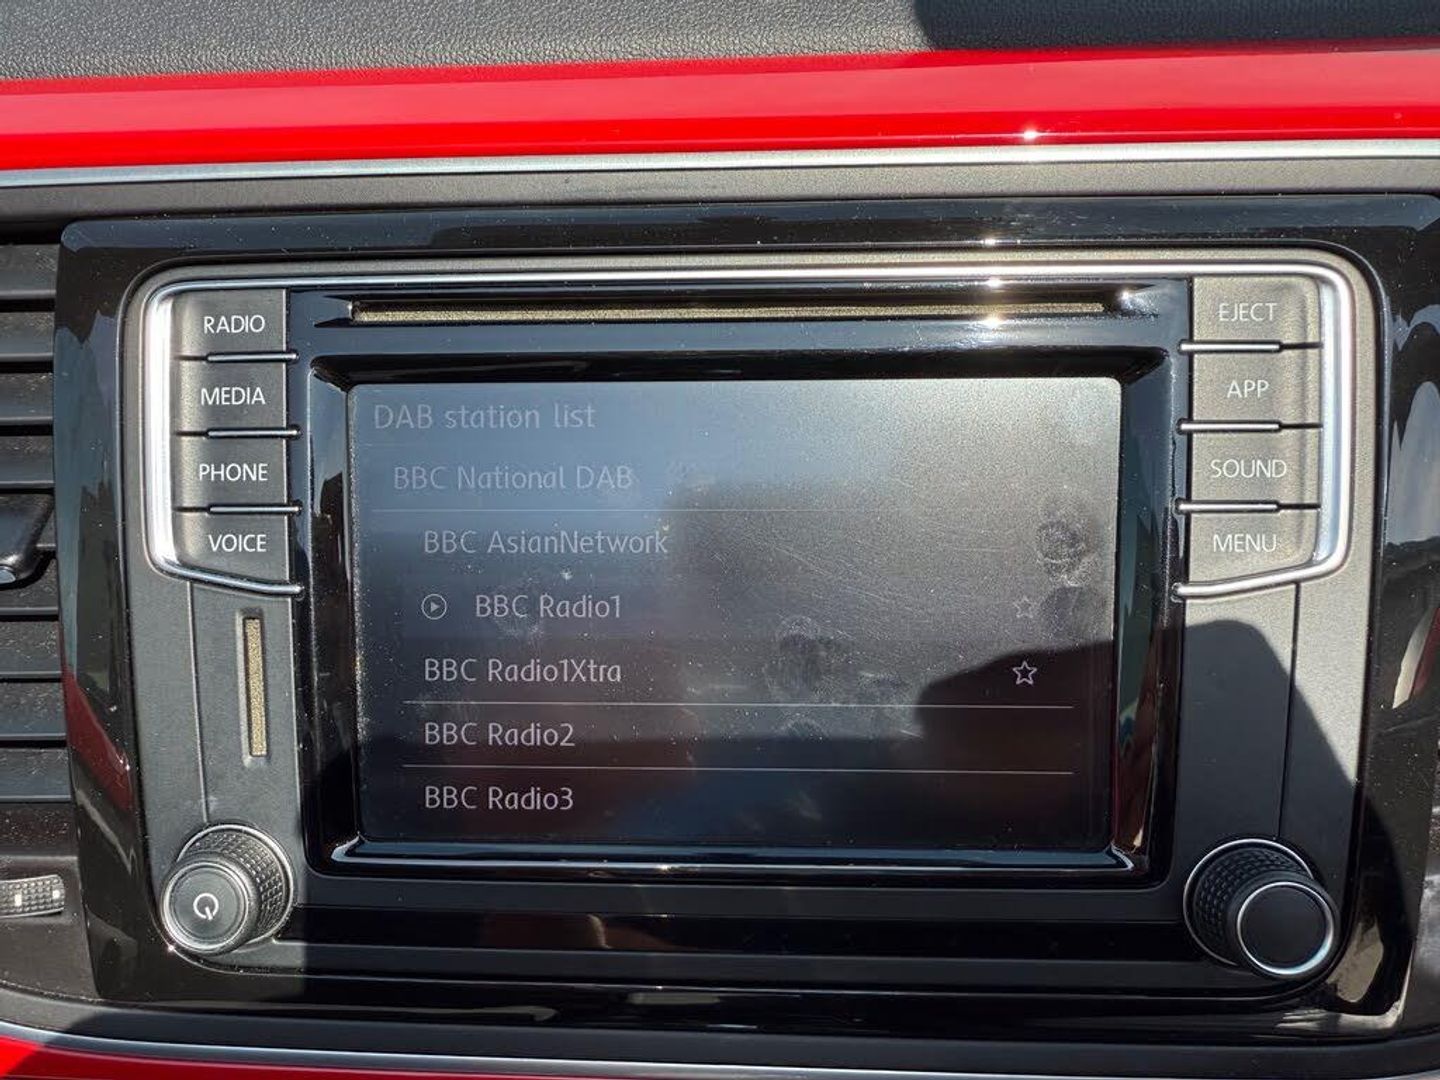 RADIO
MEDIA
PHONE
VOICE
EJECT
APP
SOUND
MENU
DAB station list
BBC National DAB
BBC AsianNetwork
BBC Radio1
BBC Radio1Xtra
BBC Radio2
BBC Radio3